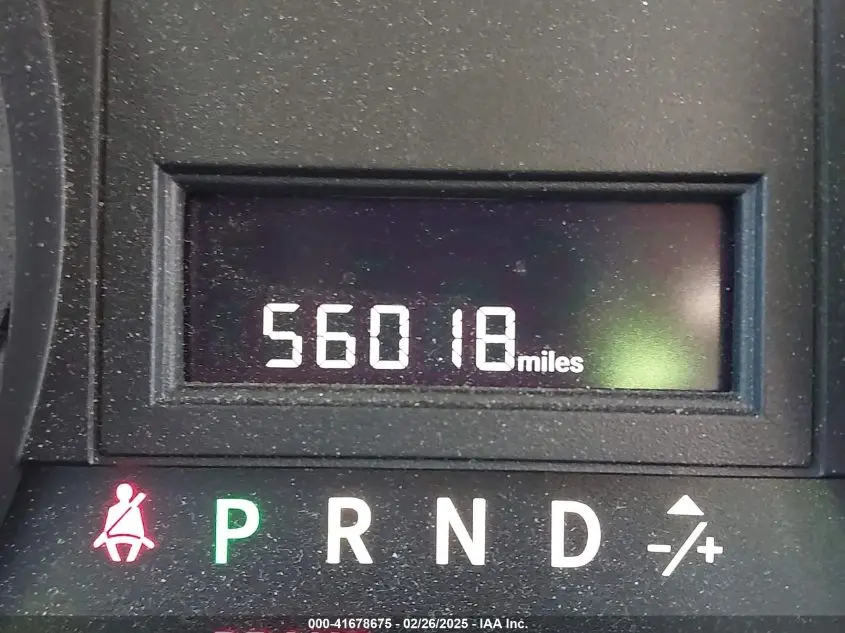 56018 miles
P R N D -/+
000-41678675 - 02/26/2025 - IAA Inc.